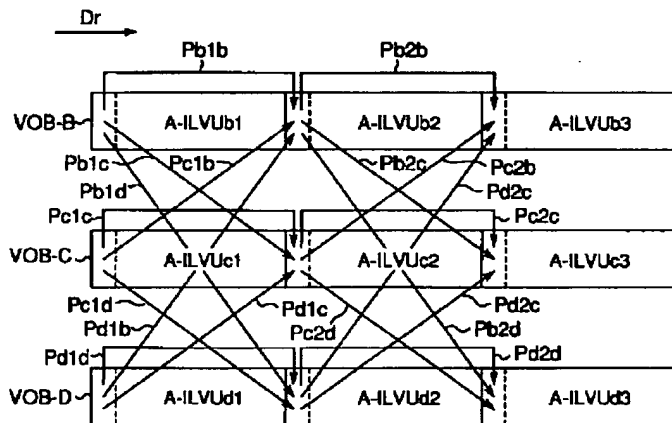 Dr
Pb1b Pb2b
VOB-B A-ILVUb1 A-ILVUb2 A-ILVUb3
Pb1c Pc1b Pb2c Pc2b
Pb1d Pd2c
Pc1c Pc2c
VOB-C A-ILVUc1 A-ILVUc2 A-ILVUc3
Pc1d Pd1c Pd2c
Pd1b Pc2d Pb2d
Pd1d Pd2d
VOB-D A-ILVUd1 A-ILVUd2 A-ILVUd3